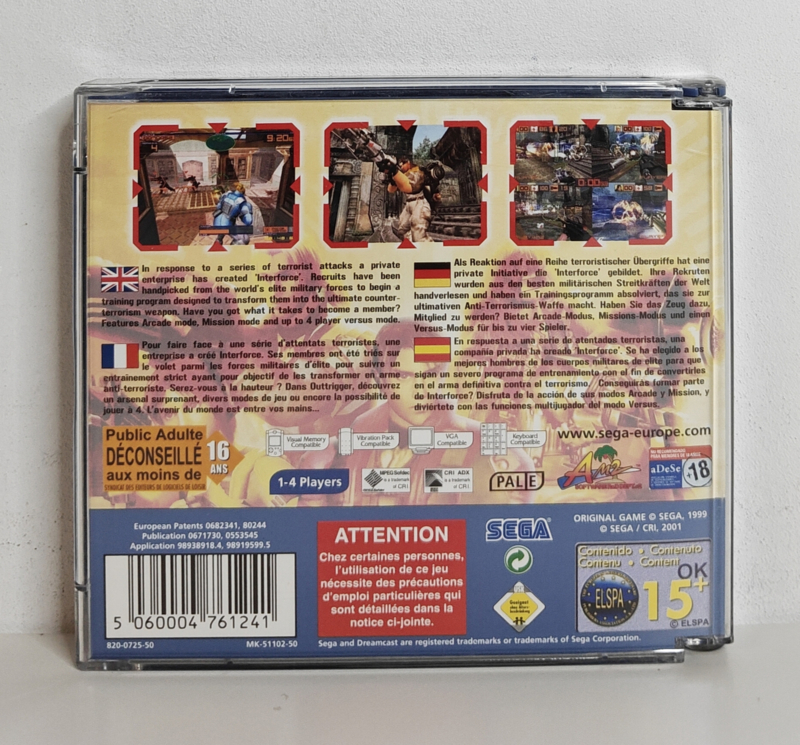 9.20
In response to a series of terrorist attacks a private
enterprise has created 'Interforce'. Recruits have been
handpicked from the world's elite military forces to begin a
training program designed to transform them into the ultimate counter-
terrorism weapon. Have you got what it takes to become a member?
Features Arcade mode, Mission mode and up to 4 player versus mode.
Als Reaktion auf eine Reihe terroristischer Übergriffe hat eine
private Initiative die 'Interforce' gebildet. Ihre Rekruten
wurden aus den besten militärischen Streitkräften der Welt
handverlesen und haben ein Trainingsprogramm absolviert, das sie zur
ultimativen Anti-Terrorismus-Waffe macht. Haben Sie das Zeug dazu,
Mitglied zu werden? Bietet Arcade-Modus, Missions-Modus und einen
Versus-Modus für bis zu vier Spieler.
Pour faire face à une série d'attentats terroristes, une
entreprise a créé Interforce. Ses membres ont été triés sur
le volet parmi les forces militaires d'élite pour suivre un
entraînement strict ayant pour objectif de les transformer en arme
anti-terroriste. Serez-vous à la hauteur ? Dans Outtrigger, découvrez
un arsenal surprenant, divers modes de jeu ou encore la possibilité de
jouer à 4. L'avenir du monde est entre vos mains...
En respuesta a una serie de atentados terroristas, una
compañia privada ha creado 'Interforce'. Se ha elegido a los
mejores hombres de los cuerpos militares de elite para que
sigan un severo programa de entrenamiento con el fin de convertirles
en el arma definitiva contra el terrorismo. Conseguirás formar parte
de Interforce? Disfruta de la acción de sus modos Arcade y Mission, y
diviértete con las funciones multijugador del modo Versus.
Public Adulte
DÉCONSEILLÉ
aux moins de
16
ANS
SYNDICAT DES EDITEURS DE LOGICIELS DE LOISIR
Visual Memory
Compatible
Vibration Pack
Compatible
VGA
Compatible
Keyboard
Compatible
www.sega-europe.com
1-4 Players
MPEG Sofdec
CRI
CRI ADX
CRI
PAL E
AM2
aDeSe
-18
European Patents 0682341, 80244
Publication 0671730, 0553545
Application 98938918.4, 98919599.5
5 060004 761241
820-0725-50
MK-51102-50
ATTENTION
Chez certaines personnes,
l'utilisation de ce jeu
nécessite des précautions
d'emploi particulières qui
sont détaillées dans la
notice ci-jointe.
SEGA
Geeignet
ORIGINAL GAME © SEGA, 1999
© SEGA / CRI, 2001
Contenido • Contenuto
Contenu • Content
OK
ELSPA
15+
© ELSPA
Sega and Dreamcast are registered trademarks or trademarks of Sega Corporation.